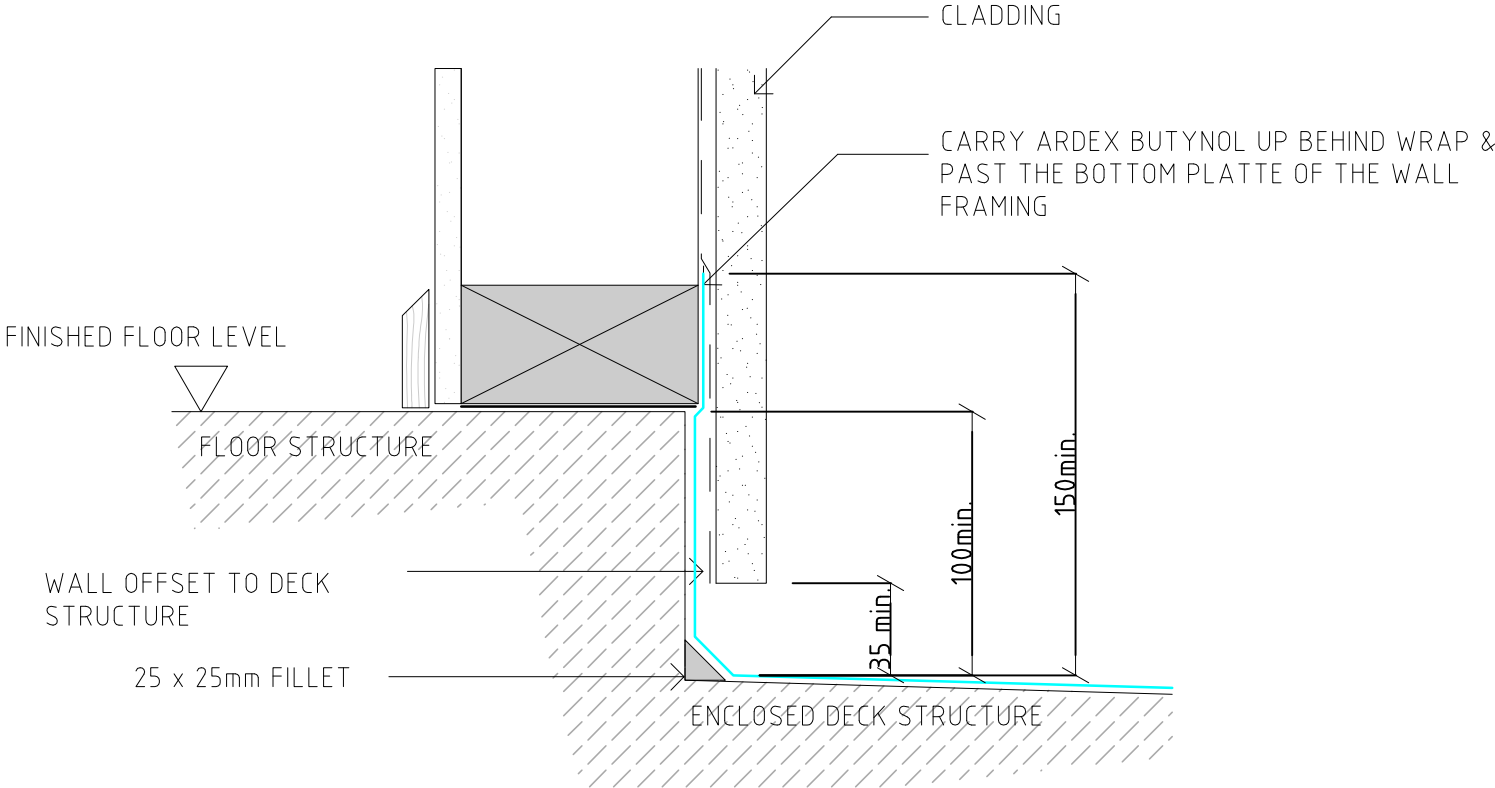 CLADDING
CARRY ARDEX BUTYNOL UP BEHIND WRAP &
PAST THE BOTTOM PLATTE OF THE WALL
FRAMING
FINISHED FLOOR LEVEL
FLOOR STRUCTURE
150min.
100min.
35 min.
WALL OFFSET TO DECK
STRUCTURE
25 x 25mm FILLET
ENCLOSED DECK STRUCTURE